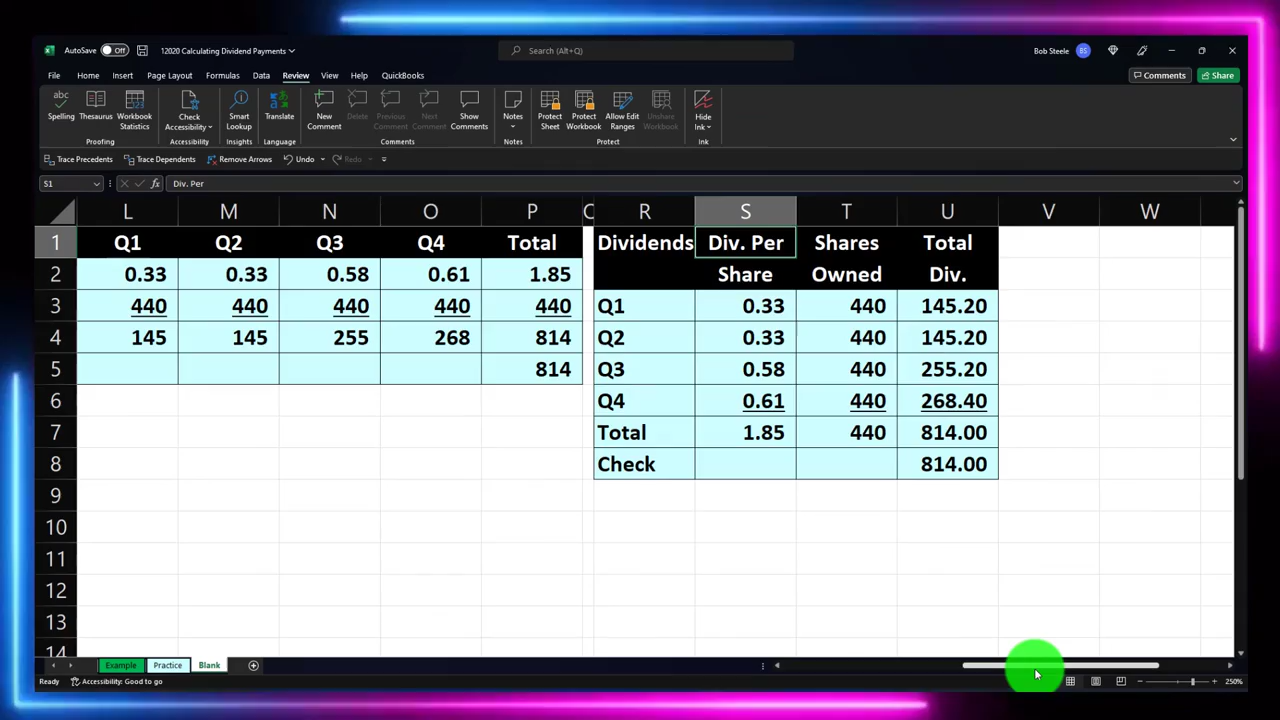 AutoSave Off 12020 Calculating Dividend Payments Search (Alt+Q) Bob Steele BS
File Home Insert Page Layout Formulas Data Review View Help QuickBooks Comments Share
abc
Spelling Thesaurus Workbook Statistics Check Accessibility Smart Lookup Translate New Comment Delete Previous Comment Next Comment Show Comments Notes Protect Sheet Protect Workbook Allow Edit Ranges Unshare Workbook Hide Ink
Proofing Accessibility Insights Language Comments Notes Protect Ink
Trace Precedents Trace Dependents Remove Arrows Undo Redo
S1 fx Div. Per
L M N O P R S T U V W
1 Q1 Q2 Q3 Q4 Total Dividends Div. Per Shares Total
2 0.33 0.33 0.58 0.61 1.85 Share Owned Div.
3 440 440 440 440 440 Q1 0.33 440 145.20
4 145 145 255 268 814 Q2 0.33 440 145.20
5 814 Q3 0.58 440 255.20
6 Q4 0.61 440 268.40
7 Total 1.85 440 814.00
8 Check 814.00
9
10
11
12
13
14
Example Practice Blank
Ready Accessibility: Good to go 250%